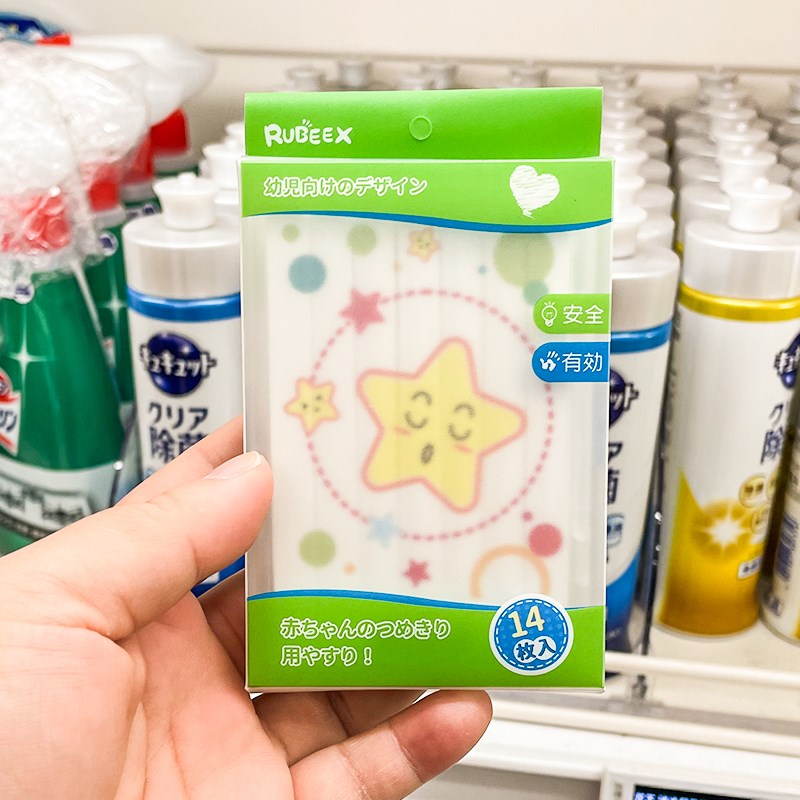 RUBEEX
幼児向けのデザイン
安全
有効
赤ちゃんのつめきり
用やすり！
14
枚入
キュキュット
クリア
除菌